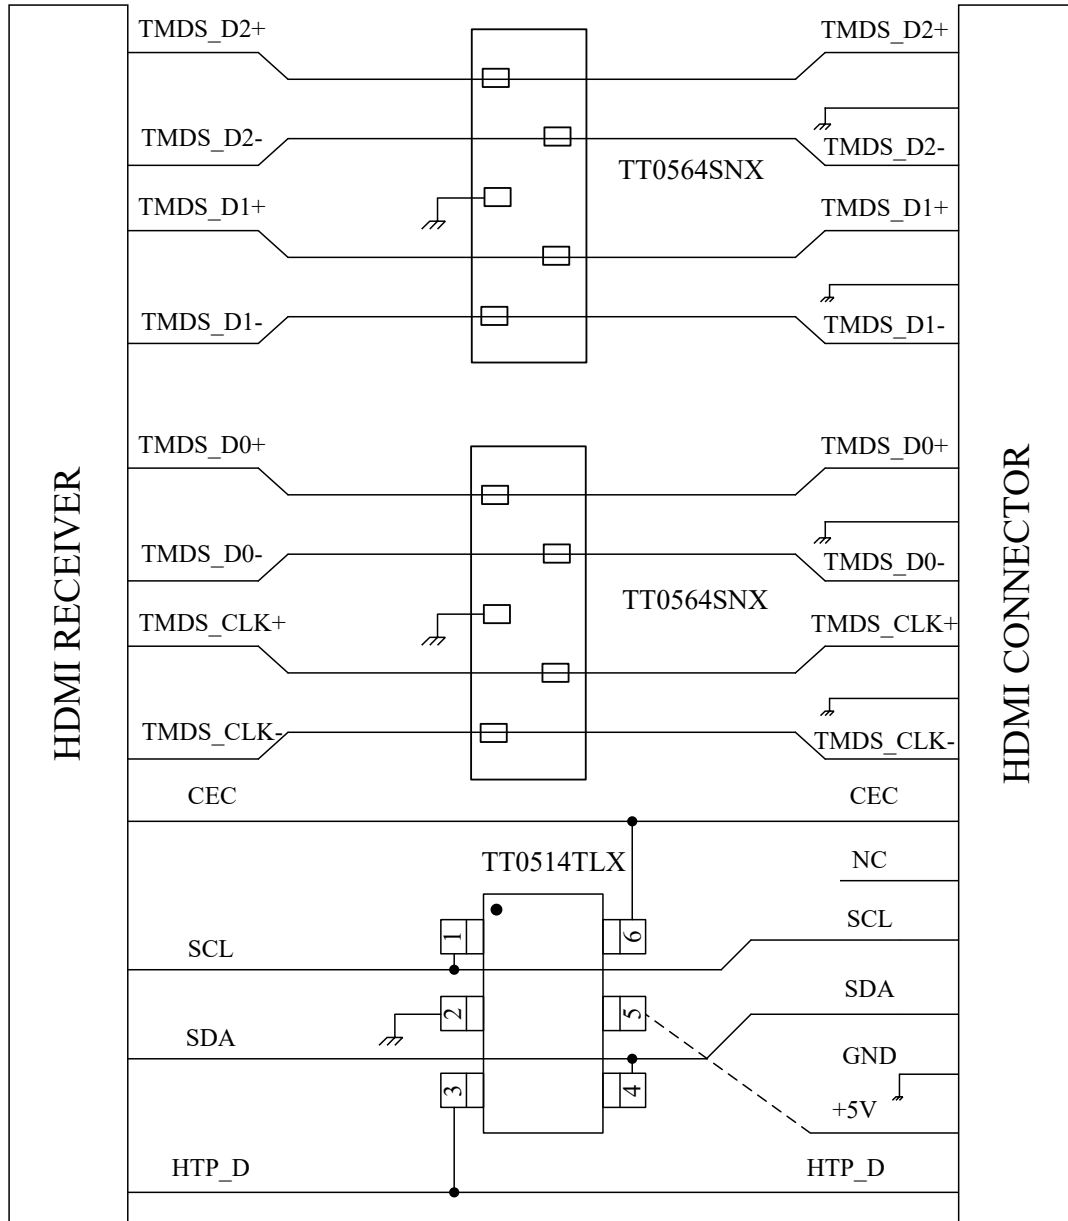 TMDS_D2+
TMDS_D2+
TMDS_D2-
TMDS_D2-
TT0564SNX
TMDS_D1+
TMDS_D1+
TMDS_D1-
TMDS_D1-
TMDS_D0+
TMDS_D0+
HDMI RECEIVER
HDMI CONNECTOR
TMDS_D0-
TMDS_D0-
TT0564SNX
TMDS_CLK+
TMDS_CLK+
TMDS_CLK-
TMDS_CLK-
CEC
CEC
TT0514TLX
NC
1
6
SCL
SCL
2
5
SDA
SDA
GND
3
4
+5V
HTP_D
HTP_D